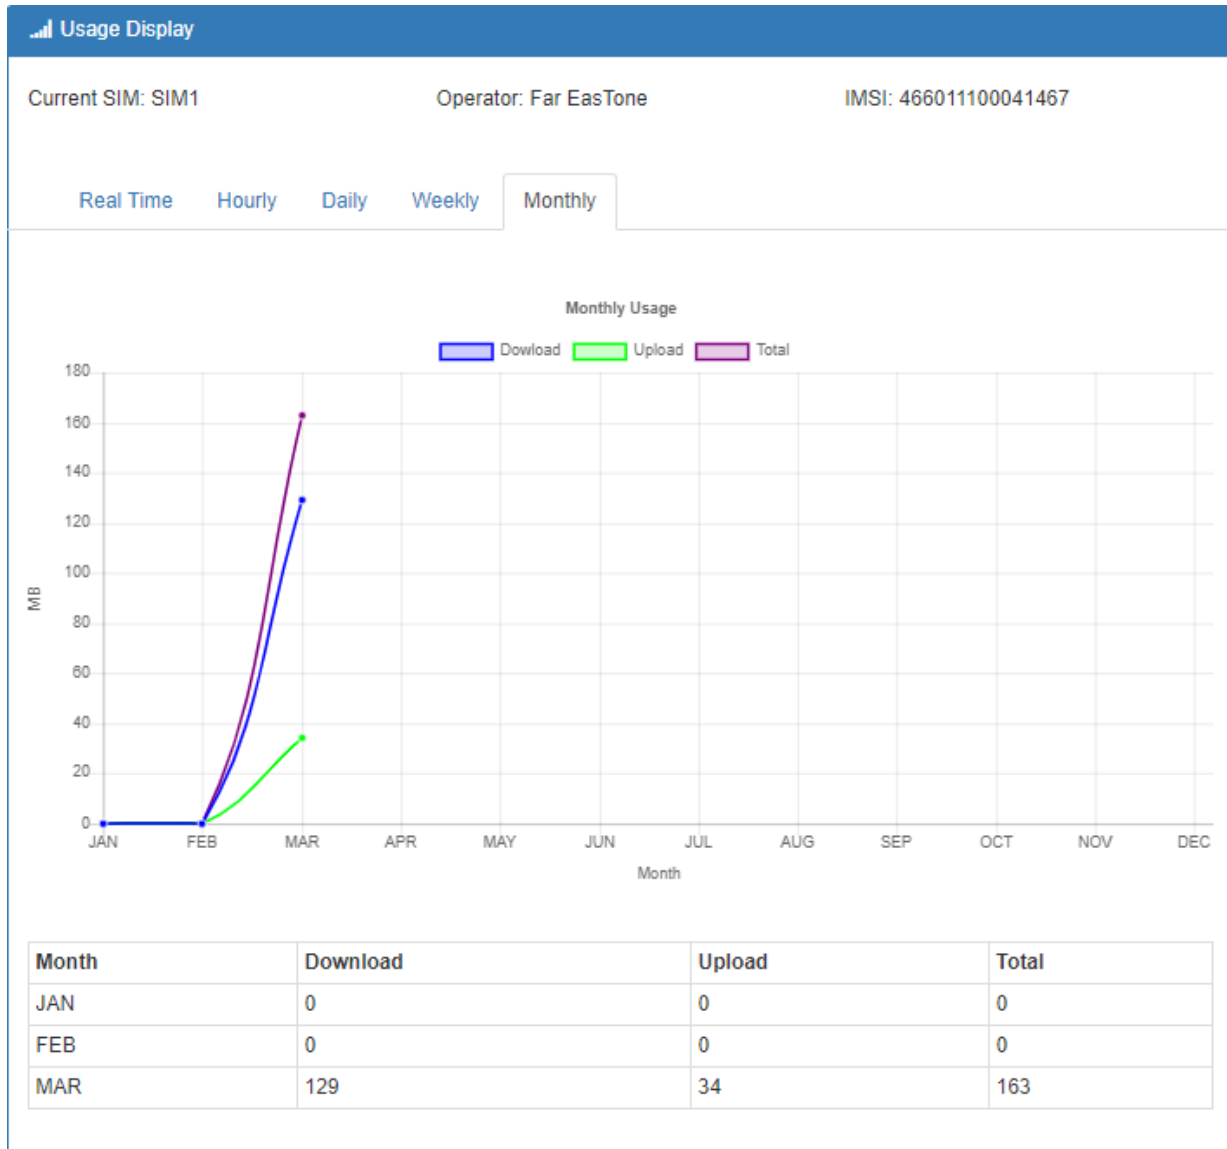 Usage Display
Current SIM: SIM1 Operator: Far EasTone IMSI: 466011100041467
Real Time Hourly Daily Weekly Monthly
Monthly Usage
Dowload Upload Total
180
160
140
120
100
80
60
40
20
0
MB
JAN FEB MAR APR MAY JUN JUL AUG SEP OCT NOV DEC
Month
Month Download Upload Total
JAN 0 0 0
FEB 0 0 0
MAR 129 34 163